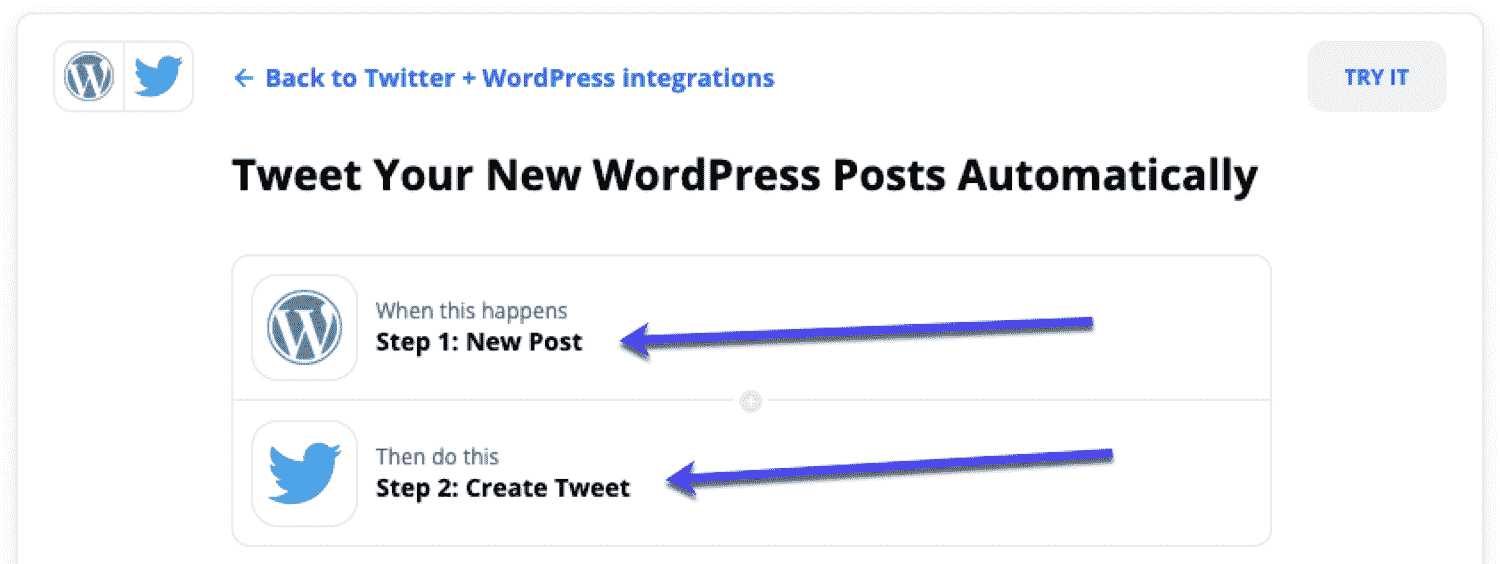 ← Back to Twitter + WordPress integrations
TRY IT
Tweet Your New WordPress Posts Automatically
When this happens
Step 1: New Post
Then do this
Step 2: Create Tweet